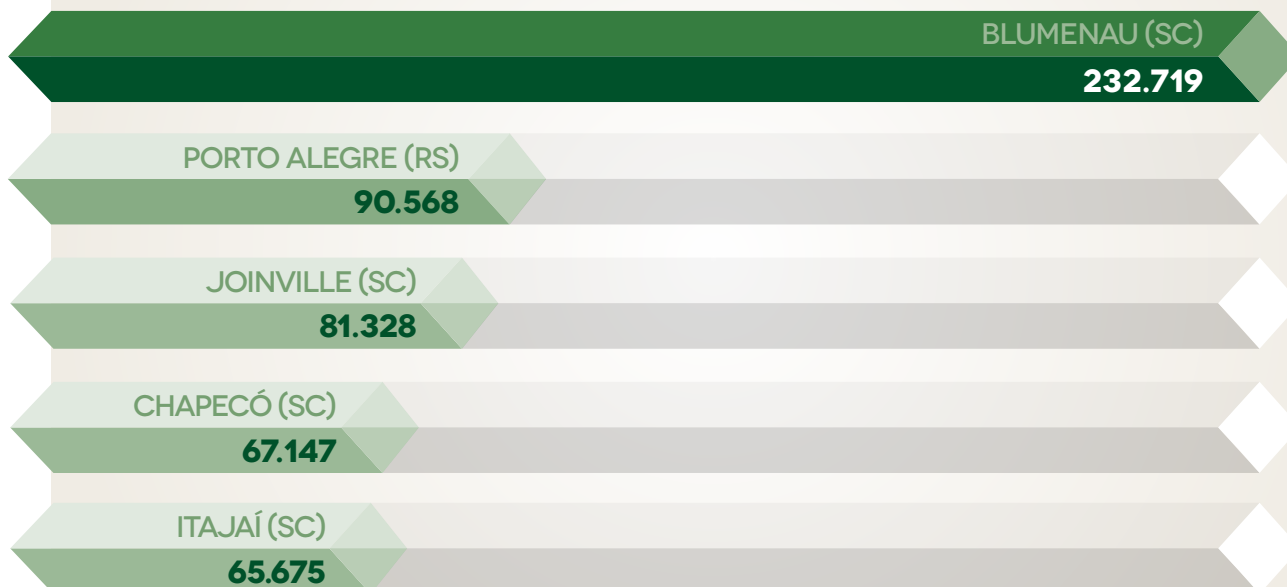 BLUMENAU (SC)
232.719
PORTO ALEGRE (RS)
90.568
JOINVILLE (SC)
81.328
CHAPECÓ (SC)
67.147
ITAJAÍ (SC)
65.675